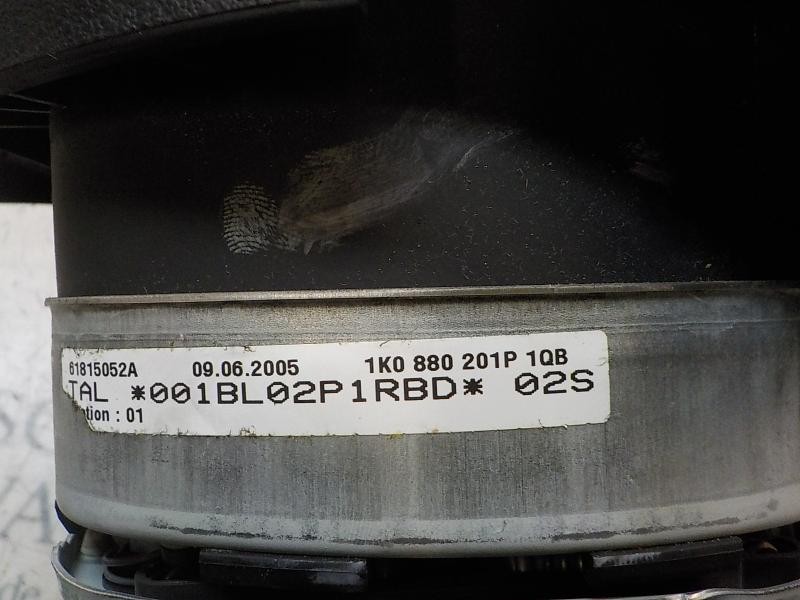 61815052A 09.06.2005 1K0 880 201P 1QB
TAL *001BL02P1RBD* 02S
tion : 01